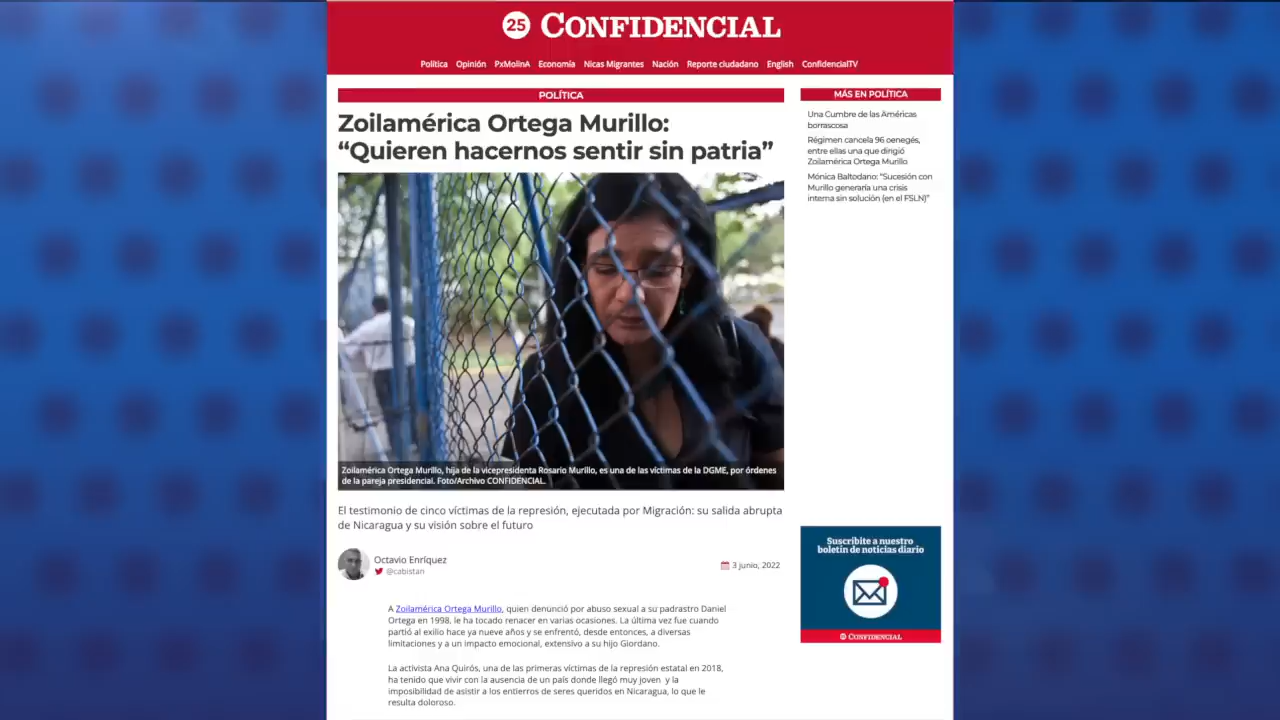 25 CONFIDENCIAL
Política Opinión PxMolinA Economía Nicas Migrantes Nación Reporte ciudadano English ConfidencialTV
POLÍTICA
Zoilamérica Ortega Murillo:
“Quieren hacernos sentir sin patria”
Zoilamérica Ortega Murillo, hija de la vicepresidenta Rosario Murillo, es una de las víctimas de la DGME, por órdenes
de la pareja presidencial. Foto/Archivo CONFIDENCIAL.
El testimonio de cinco víctimas de la represión, ejecutada por Migración: su salida abrupta
de Nicaragua y su visión sobre el futuro
Octavio Enríquez
@cabistan
3 junio, 2022
A Zoilamérica Ortega Murillo, quien denunció por abuso sexual a su padrastro Daniel
Ortega en 1998, le ha tocado renacer en varias ocasiones. La última vez fue cuando
partió al exilio hace ya nueve años y se enfrentó, desde entonces, a diversas
limitaciones y a un impacto emocional, extensivo a su hijo Giordano.
La activista Ana Quirós, una de las primeras víctimas de la represión estatal en 2018,
ha tenido que vivir con la ausencia de un país donde llegó muy joven y la
imposibilidad de asistir a los entierros de seres queridos en Nicaragua, lo que le
resulta doloroso.
MÁS EN POLÍTICA
Una Cumbre de las Américas
borrascosa
Régimen cancela 96 oenegés,
entre ellas una que dirigió
Zoilamérica Ortega Murillo
Mónica Baltodano: “Sucesión con
Murillo generaría una crisis
interna sin solución (en el FSLN)”
Suscribite a nuestro
boletín de noticias diario
CONFIDENCIAL